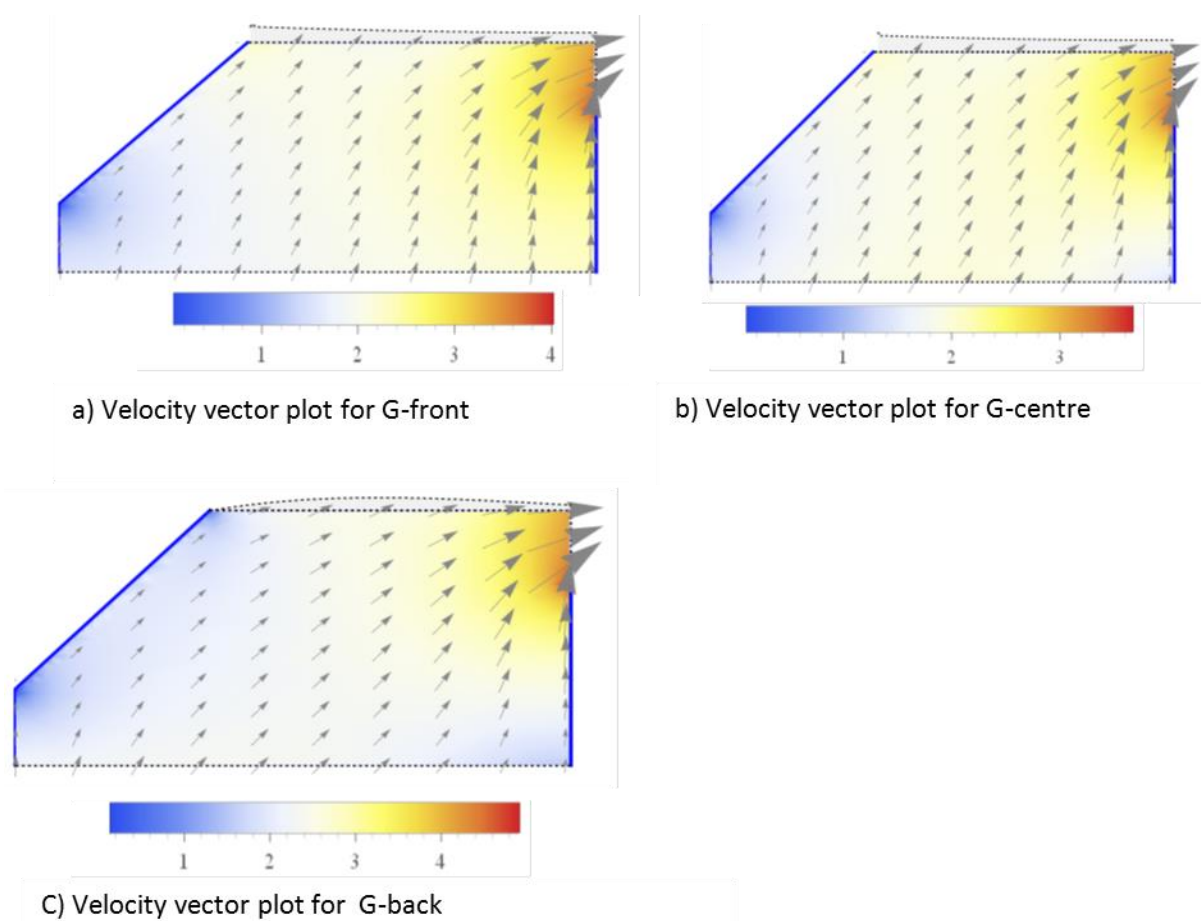 1 2 3 4
1 2 3
a) Velocity vector plot for G-front
b) Velocity vector plot for G-centre
1 2 3 4
C) Velocity vector plot for G-back